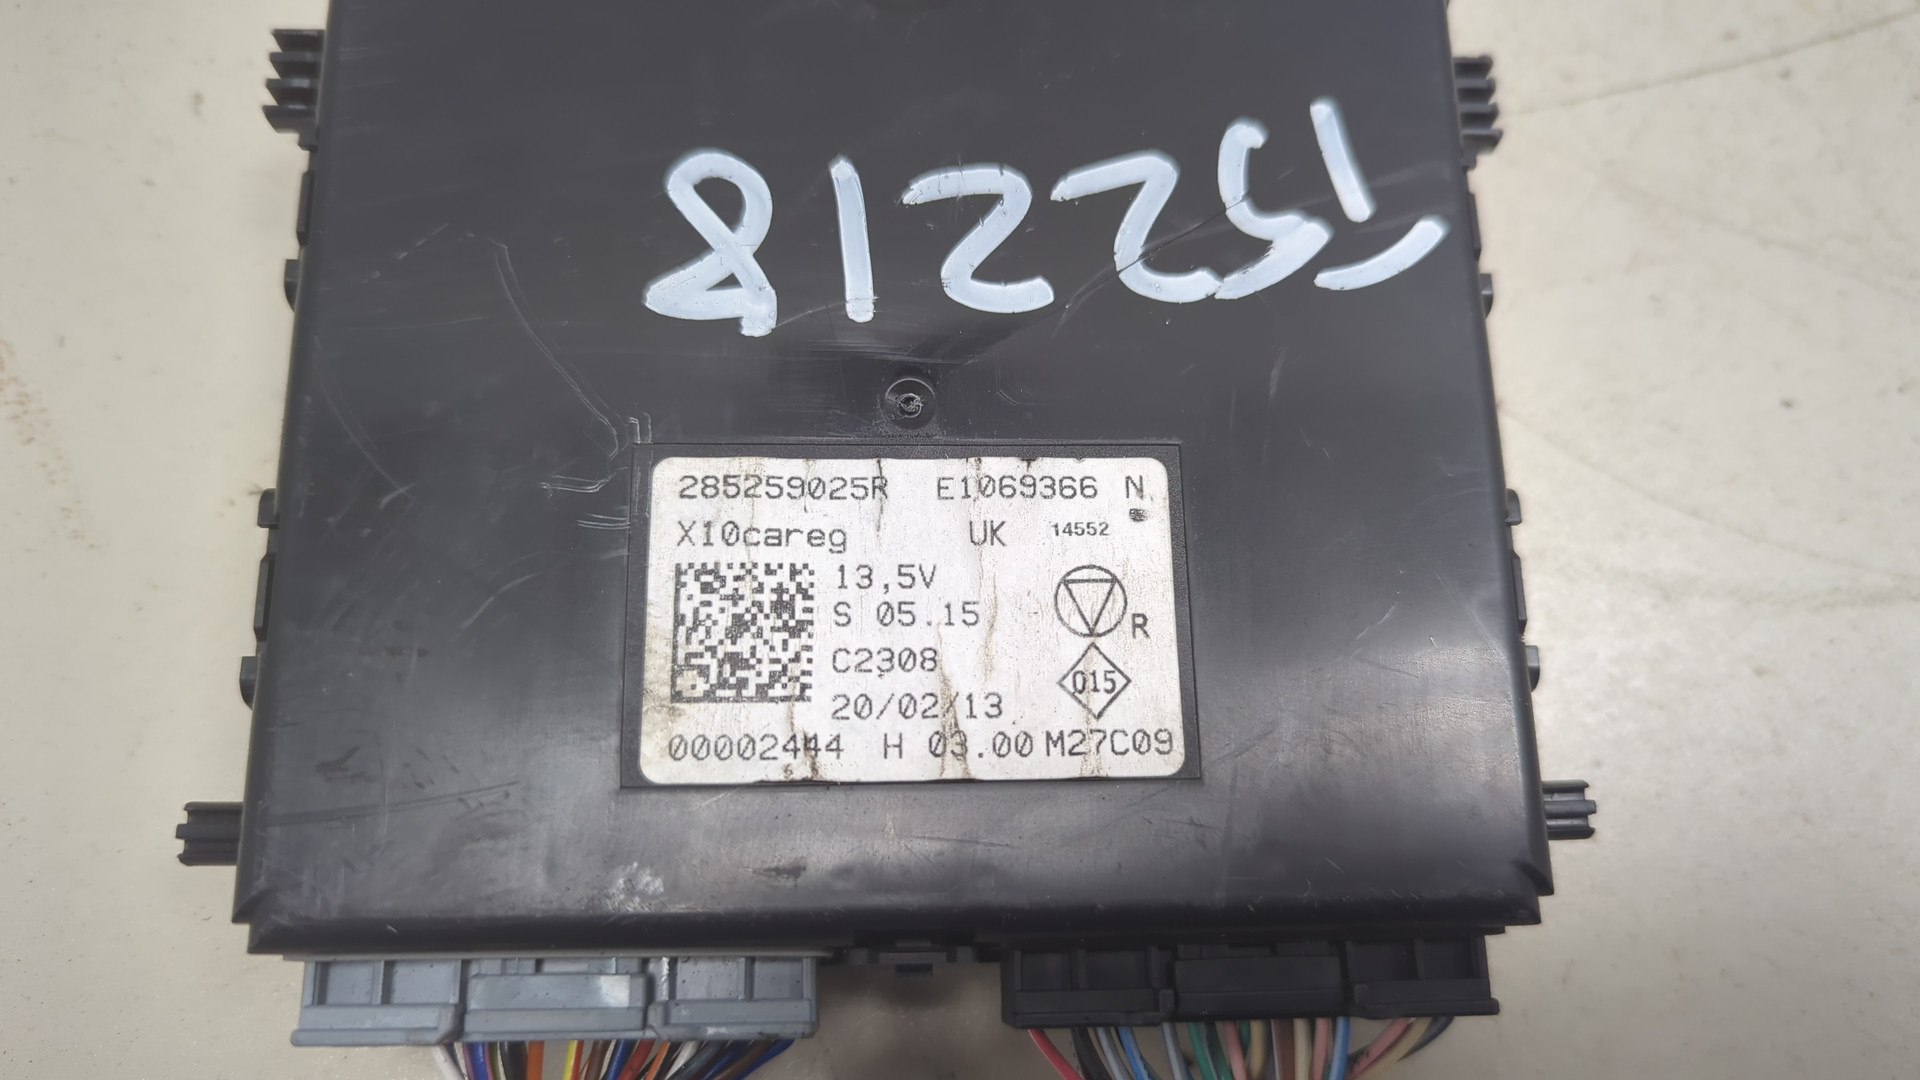 812251
285259025R E1069366 N
X10careg UK 14552
13,5V
S 05.15
R
C2308
015
20/02/13
00002444 H 03.00 M27C09